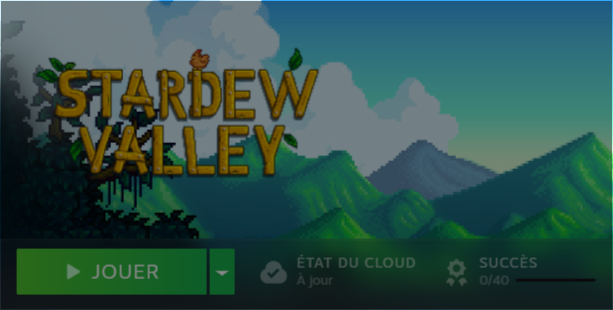 STARDEW
VALLEY
JOUER
ÉTAT DU CLOUD
À jour
SUCCÈS
0/40